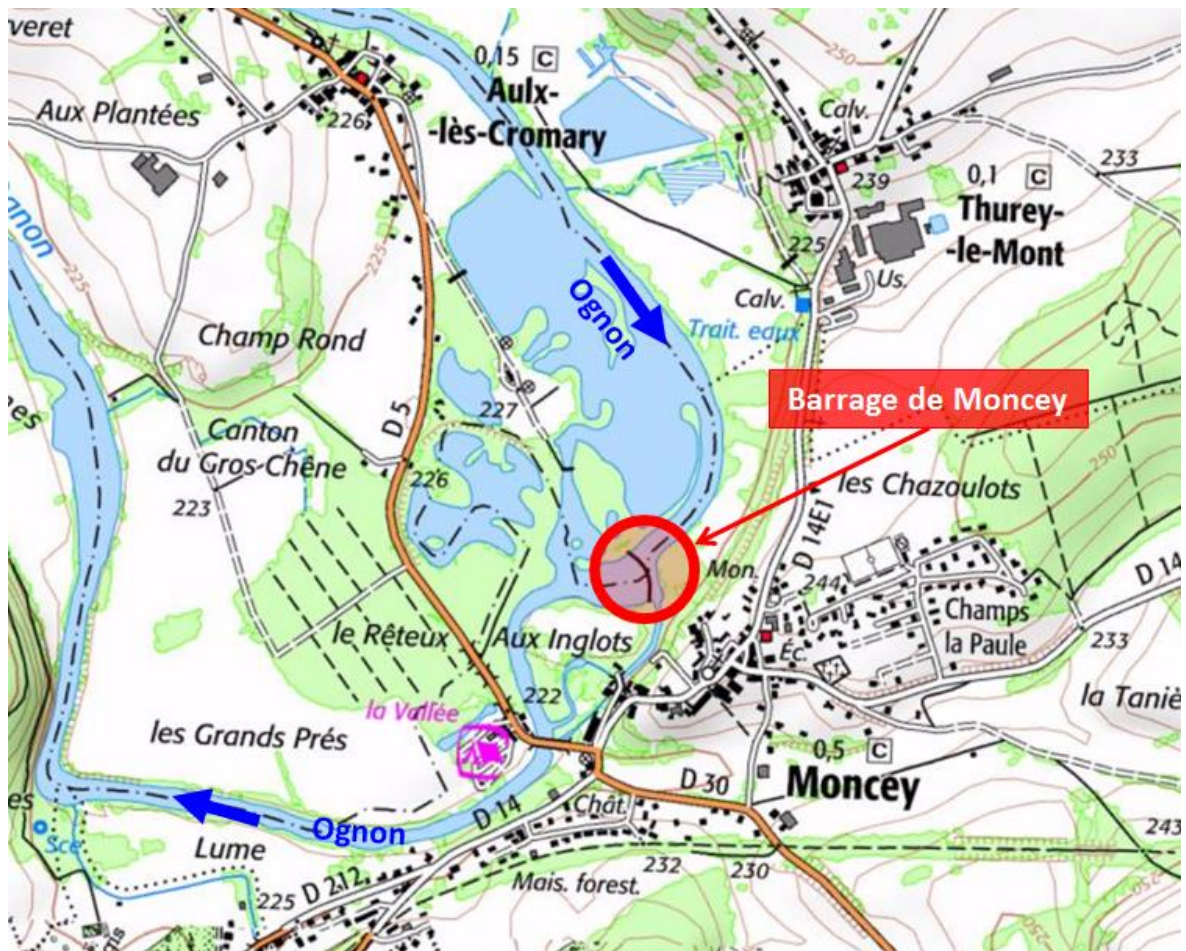 veret
0,15 C
Aulx-
-lès-Cromary
Aux Plantées
226
250
Calv.
233
239
0,1 C
Thurey-
-le-Mont
225
Us.
Calv.
Trait. eaux
Ognon
225
225
Champ Rond
Ognon
Barrage de Moncey
D 5
227
Canton
du Gros-Chêne
226
223
les Chazoulots
250
D 14E1
Mon.
244
D 14
Champs
la Paule
233
le Rêteux
Aux Inglots
Éc.
222
la Vallée
la Taniè
les Grands Prés
0,5 C
Moncey
D 30
D 14
Chât.
Ognon
Sce
Lume
243
232
230
225
D 212
Mais. forest.
250